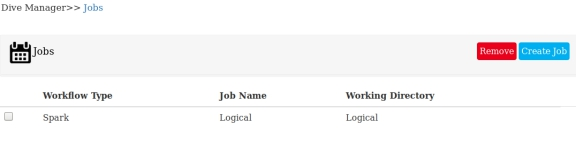 Dive Manager>> Jobs
Jobs
Remove Create Job
Workflow Type Job Name Working Directory
Spark Logical Logical